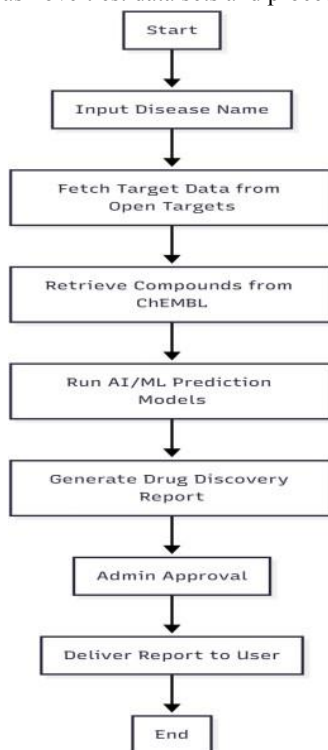 Start
Input Disease Name
Fetch Target Data from
Open Targets
Retrieve Compounds from
ChEMBL
Run AI/ML Prediction
Models
Generate Drug Discovery
Report
Admin Approval
Deliver Report to User
End